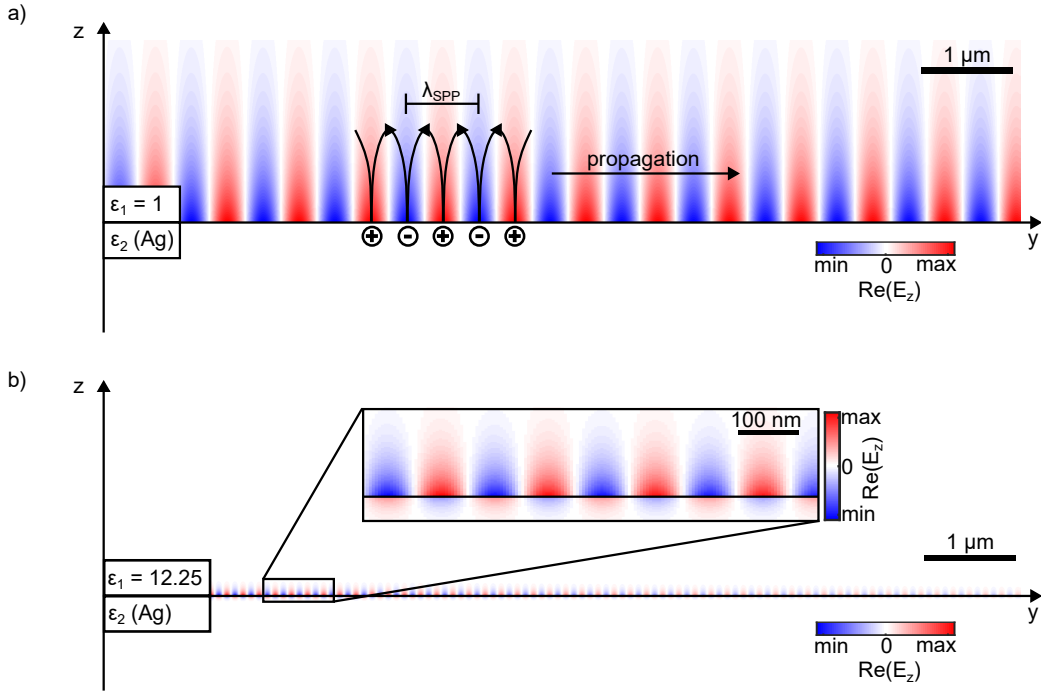 a)
z
1 μm
λSPP
propagation
ε1 = 1
ε2 (Ag)
+ - + - +
y
min 0 max
Re(Ez)
b)
z
100 nm
max
0
min
Re(Ez)
1 μm
ε1 = 12.25
ε2 (Ag)
y
min 0 max
Re(Ez)